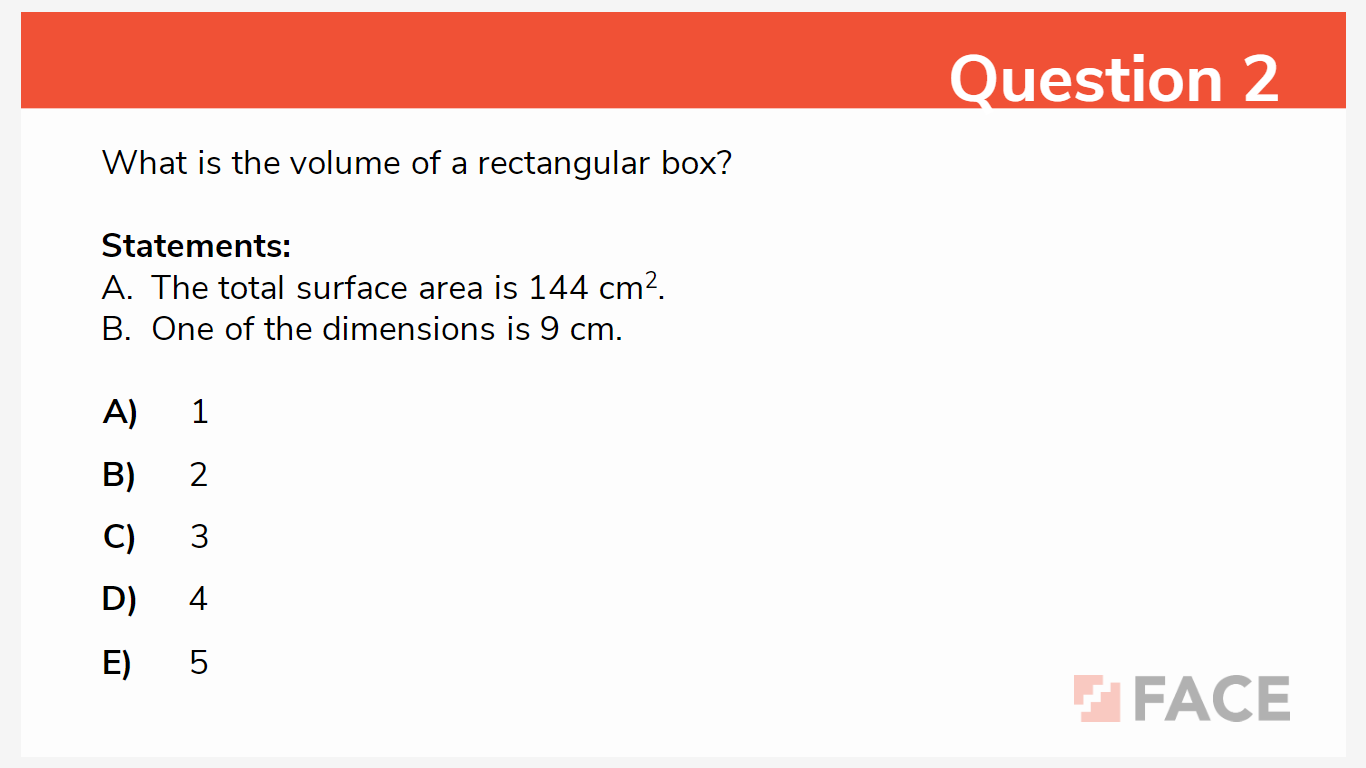 Question 2
What is the volume of a rectangular box?
Statements:
A. The total surface area is 144 cm².
B. One of the dimensions is 9 cm.
A) 1
B) 2
C) 3
D) 4
E) 5
FACE